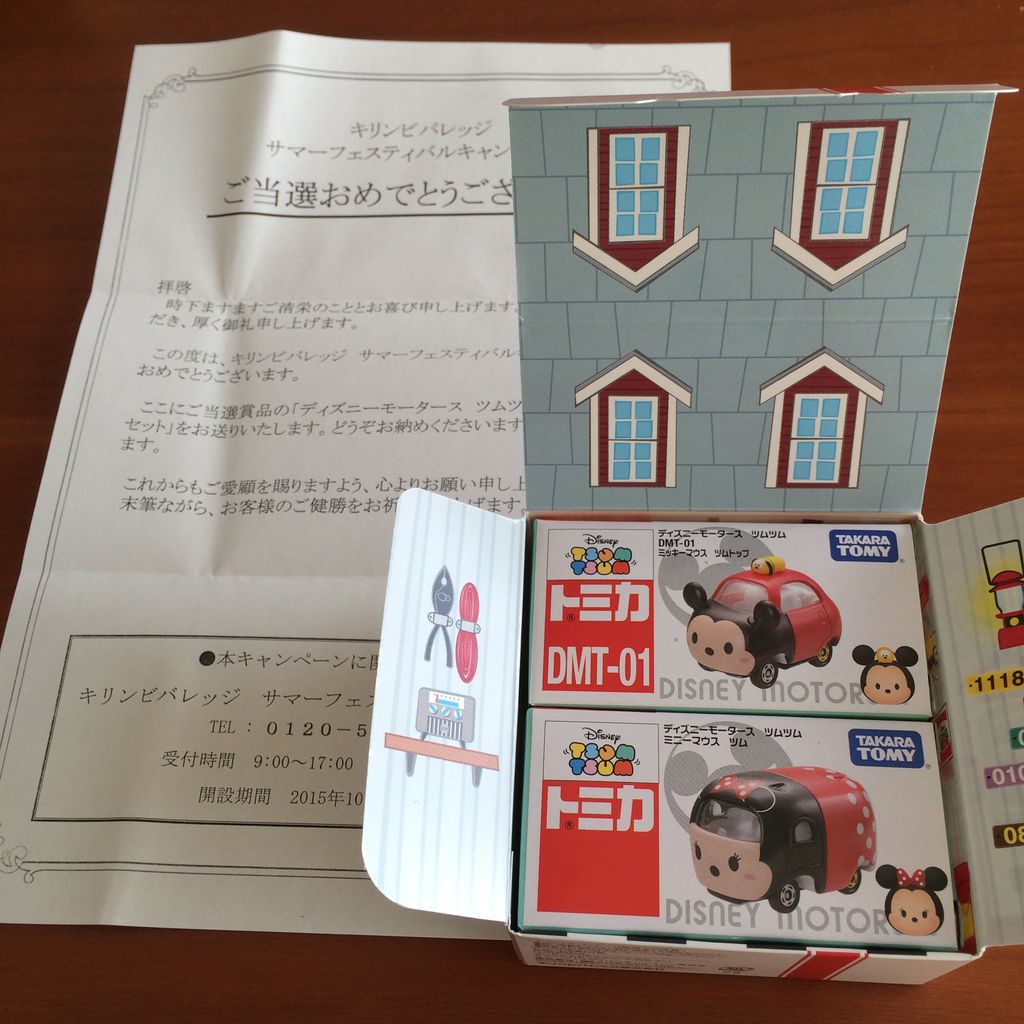 キリンビバレッジ
サマーフェスティバルキャン
ご当選おめでとうござ
拝啓
時下ますますご清栄のこととお喜び申し上げます。
だき、厚く御礼申し上げます。
この度は、キリンビバレッジ サマーフェスティバル
おめでとうございます。
ここにご当選賞品の「ディズニーモータース ツムツ
セット」をお送りいたします。どうぞお納めくださいます
ます。
これからもご愛顧を賜りますよう、心よりお願い申し上
末筆ながら、お客様のご健勝をお祈 げます。
●本キャンペーンに関
キリンビバレッジ サマーフェス
TEL：0120-5
受付時間 9:00～17:00
開設期間 2015年10
Disney
TSUM
TSUM
トミカ
DMT-01
ディズニーモータース ツムツム
DMT-01
ミッキーマウス ツムトップ
TAKARA
TOMY
DISNEY MOTOR
Disney
TSUM
TSUM
トミカ
ディズニーモータース ツムツム
ミニーマウス ツム
TAKARA
TOMY
DISNEY MOTOR
1118
010
08